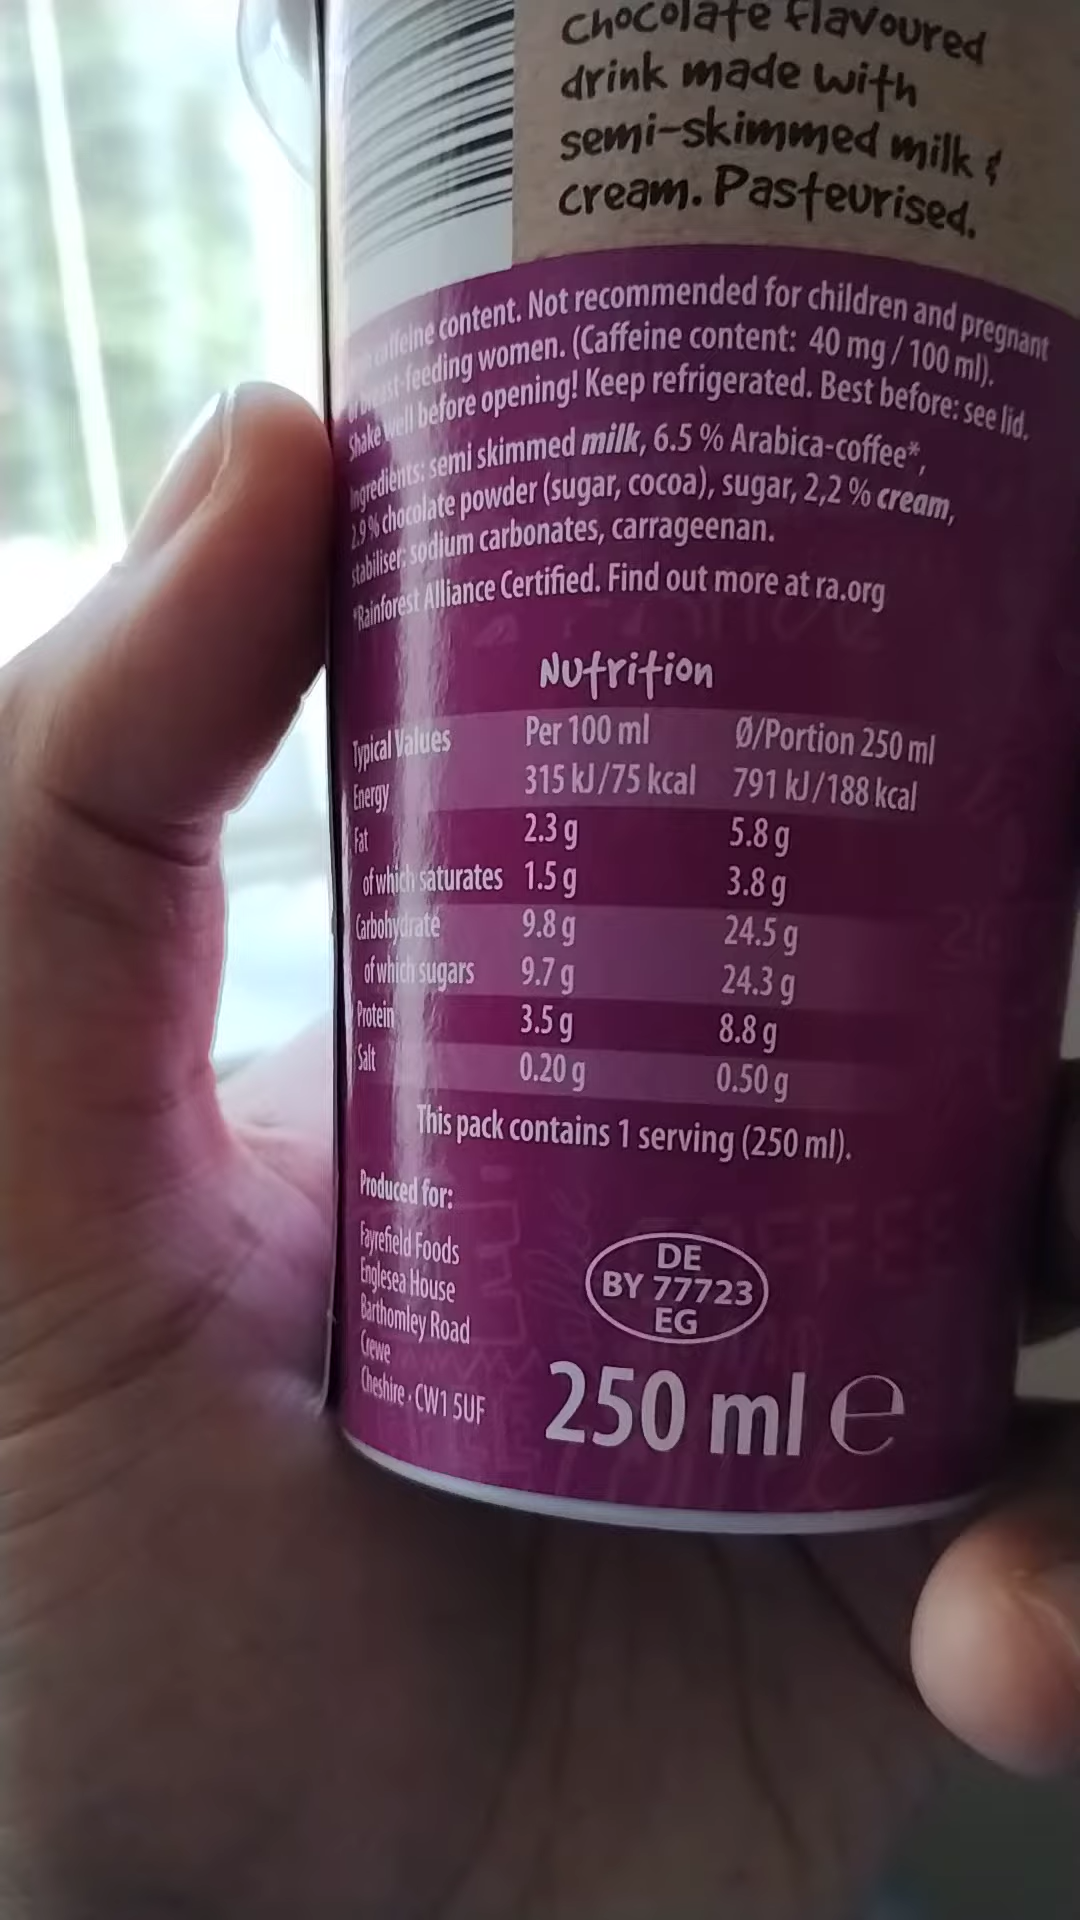 Chocolate flavoured
drink made with
semi-skimmed milk &
cream. Pasteurised.
caffeine content. Not recommended for children and pregnant
or breast-feeding women. (Caffeine content: 40 mg / 100 ml).
Shake well before opening! Keep refrigerated. Best before: see lid.
Ingredients: semi skimmed milk, 6.5 % Arabica-coffee*,
2.9 % chocolate powder (sugar, cocoa), sugar, 2,2 % cream,
stabiliser: sodium carbonates, carrageenan.
*Rainforest Alliance Certified. Find out more at ra.org
Nutrition
Typical Values Per 100 ml Ø/Portion 250 ml
Energy 315 kJ/75 kcal 791 kJ/188 kcal
Fat 2.3 g 5.8 g
of which saturates 1.5 g 3.8 g
Carbohydrate 9.8 g 24.5 g
of which sugars 9.7 g 24.3 g
Protein 3.5 g 8.8 g
Salt 0.20 g 0.50 g
This pack contains 1 serving (250 ml).
Produced for:
Fayrefield Foods
Englesea House
Barthomley Road
Crewe
Cheshire · CW1 5UF
DE
BY 77723
EG
250 ml e